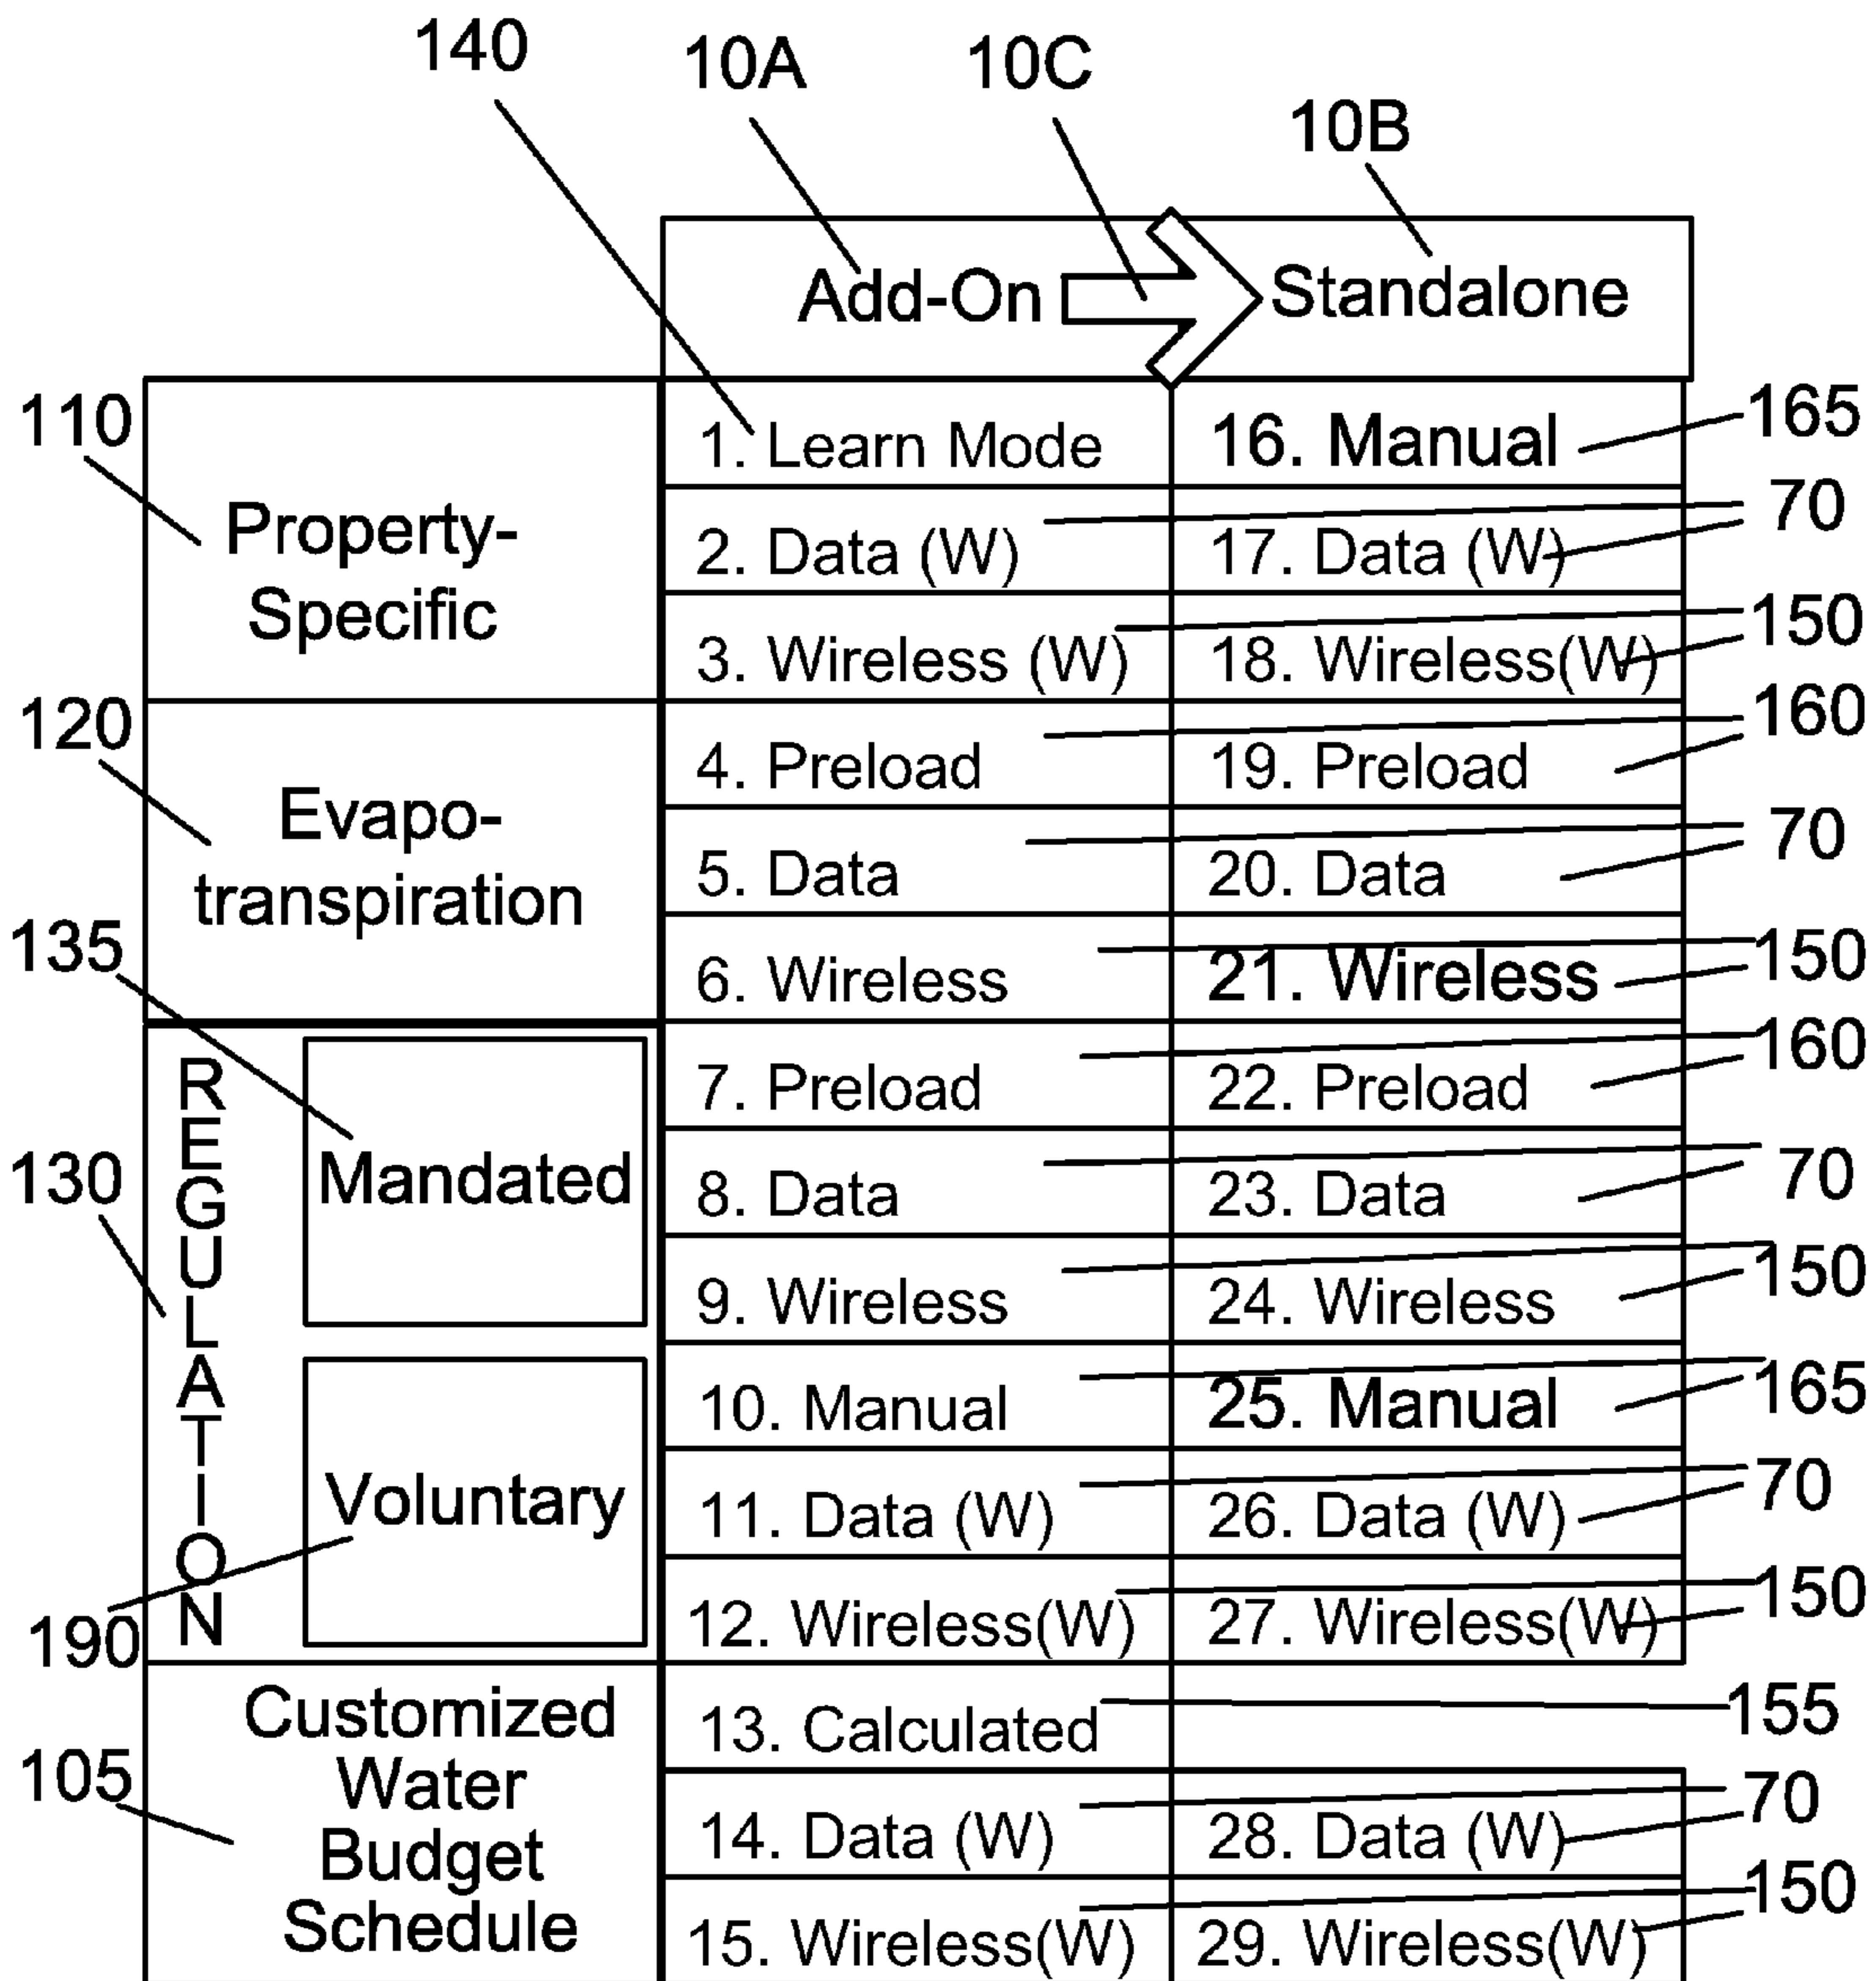 140
10A
10C
10B
Add-On
Standalone
110
Property-
Specific
1. Learn Mode
16. Manual
165
2. Data (W)
17. Data (W)
70
3. Wireless (W)
18. Wireless(W)
150
120
Evapo-
transpiration
4. Preload
19. Preload
160
5. Data
20. Data
70
135
6. Wireless
21. Wireless
150
130
REGULATION
Mandated
7. Preload
22. Preload
160
8. Data
23. Data
70
9. Wireless
24. Wireless
150
190
Voluntary
10. Manual
25. Manual
165
11. Data (W)
26. Data (W)
70
12. Wireless(W)
27. Wireless(W)
150
105
Customized
Water
Budget
Schedule
13. Calculated
155
14. Data (W)
28. Data (W)
70
15. Wireless(W)
29. Wireless(W)
150